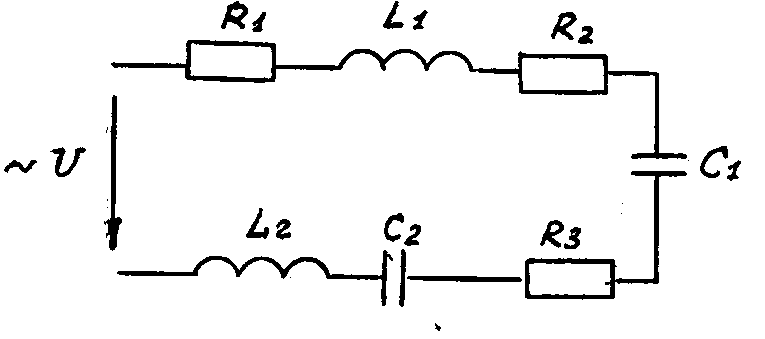 R1 L1 R2
~ U C1
L2 C2 R3